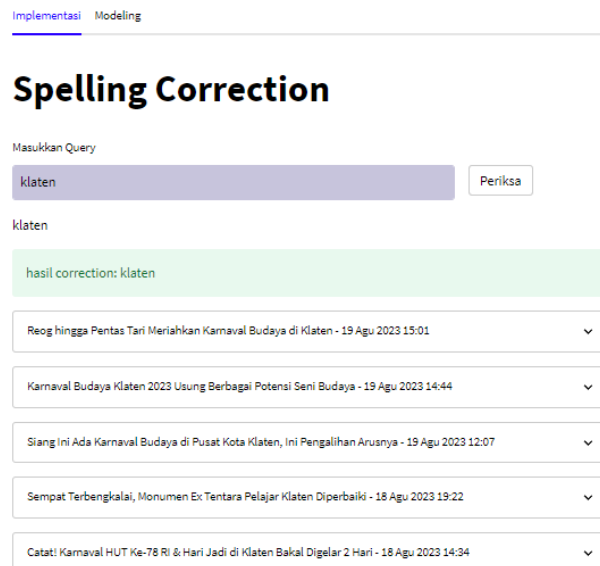 Implementasi Modeling
Spelling Correction
Masukkan Query
klaten Periksa
klaten
hasil correction: klaten
Reog hingga Pentas Tari Meriahkan Karnaval Budaya di Klaten - 19 Agu 2023 15:01
Karnaval Budaya Klaten 2023 Usung Berbagai Potensi Seni Budaya - 19 Agu 2023 14:44
Siang Ini Ada Karnaval Budaya di Pusat Kota Klaten, Ini Pengalihan Arusnya - 19 Agu 2023 12:07
Sempat Terbengkalai, Monumen Ex Tentara Pelajar Klaten Diperbaiki - 18 Agu 2023 19:22
Catat! Karnaval HUT Ke-78 RI & Hari Jadi di Klaten Bakal Digelar 2 Hari - 18 Agu 2023 14:34